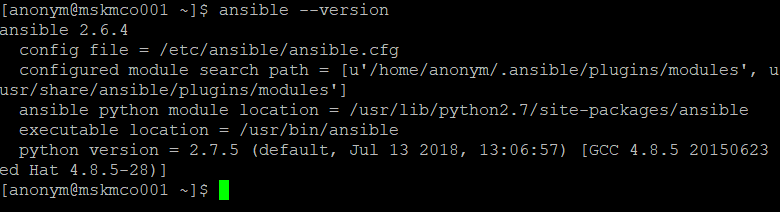 [anonym@mskmco001 ~]$ ansible --version
ansible 2.6.4
  config file = /etc/ansible/ansible.cfg
  configured module search path = [u'/home/anonym/.ansible/plugins/modules', u
usr/share/ansible/plugins/modules']
  ansible python module location = /usr/lib/python2.7/site-packages/ansible
  executable location = /usr/bin/ansible
  python version = 2.7.5 (default, Jul 13 2018, 13:06:57) [GCC 4.8.5 20150623
ed Hat 4.8.5-28)]
[anonym@mskmco001 ~]$